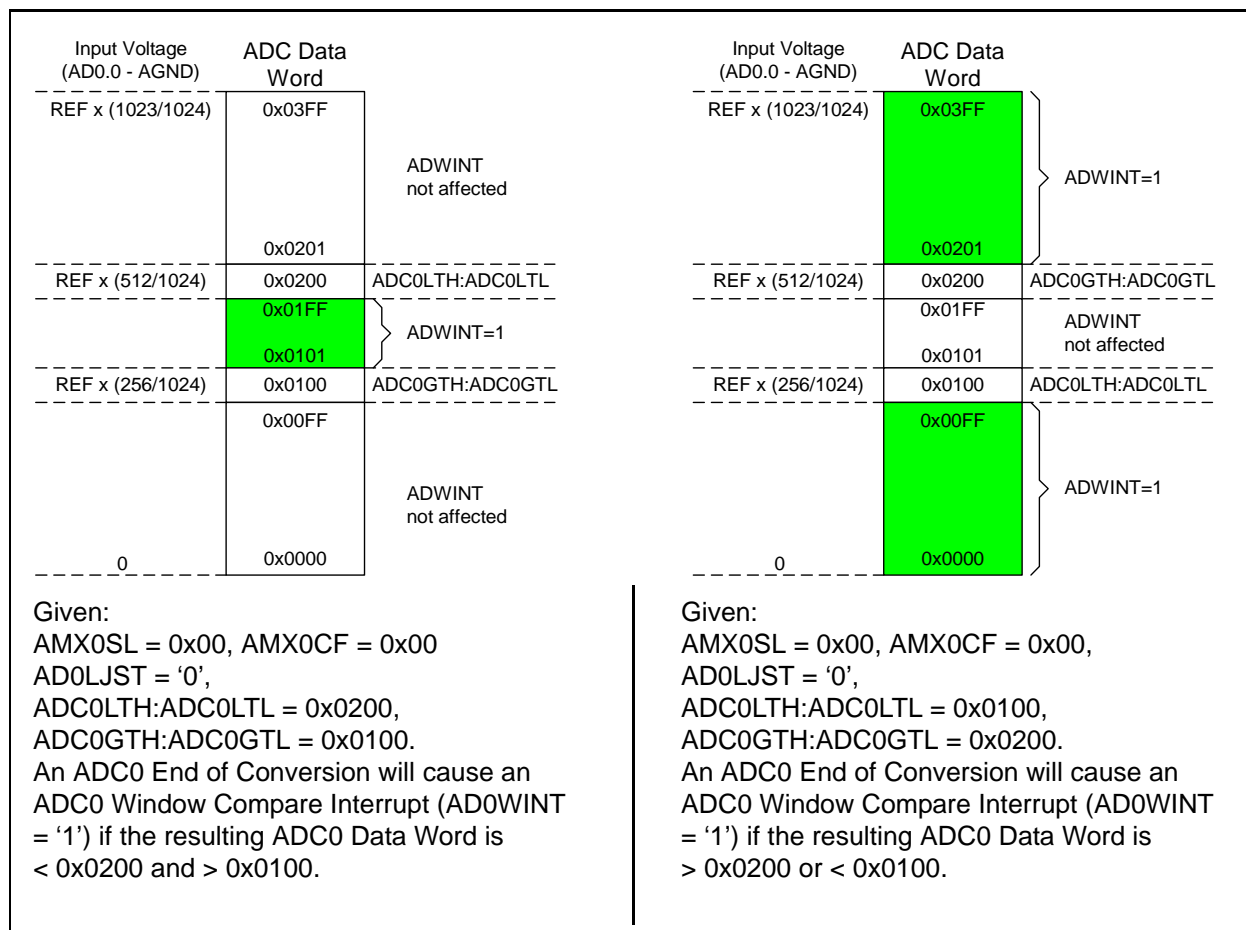 Input Voltage
(AD0.0 - AGND)
ADC Data
Word
REF x (1023/1024)
0x03FF
ADWINT
not affected
0x0201
REF x (512/1024)
0x0200
ADC0LTH:ADC0LTL
0x01FF
ADWINT=1
0x0101
REF x (256/1024)
0x0100
ADC0GTH:ADC0GTL
0x00FF
ADWINT
not affected
0
0x0000
Given:
AMX0SL = 0x00, AMX0CF = 0x00
AD0LJST = ‘0’,
ADC0LTH:ADC0LTL = 0x0200,
ADC0GTH:ADC0GTL = 0x0100.
An ADC0 End of Conversion will cause an
ADC0 Window Compare Interrupt (AD0WINT
= ‘1’) if the resulting ADC0 Data Word is
< 0x0200 and > 0x0100.
Input Voltage
(AD0.0 - AGND)
ADC Data
Word
REF x (1023/1024)
0x03FF
ADWINT=1
0x0201
REF x (512/1024)
0x0200
ADC0GTH:ADC0GTL
0x01FF
ADWINT
not affected
0x0101
REF x (256/1024)
0x0100
ADC0LTH:ADC0LTL
0x00FF
ADWINT=1
0
0x0000
Given:
AMX0SL = 0x00, AMX0CF = 0x00,
AD0LJST = ‘0’,
ADC0LTH:ADC0LTL = 0x0100,
ADC0GTH:ADC0GTL = 0x0200.
An ADC0 End of Conversion will cause an
ADC0 Window Compare Interrupt (AD0WINT
= ‘1’) if the resulting ADC0 Data Word is
> 0x0200 or < 0x0100.